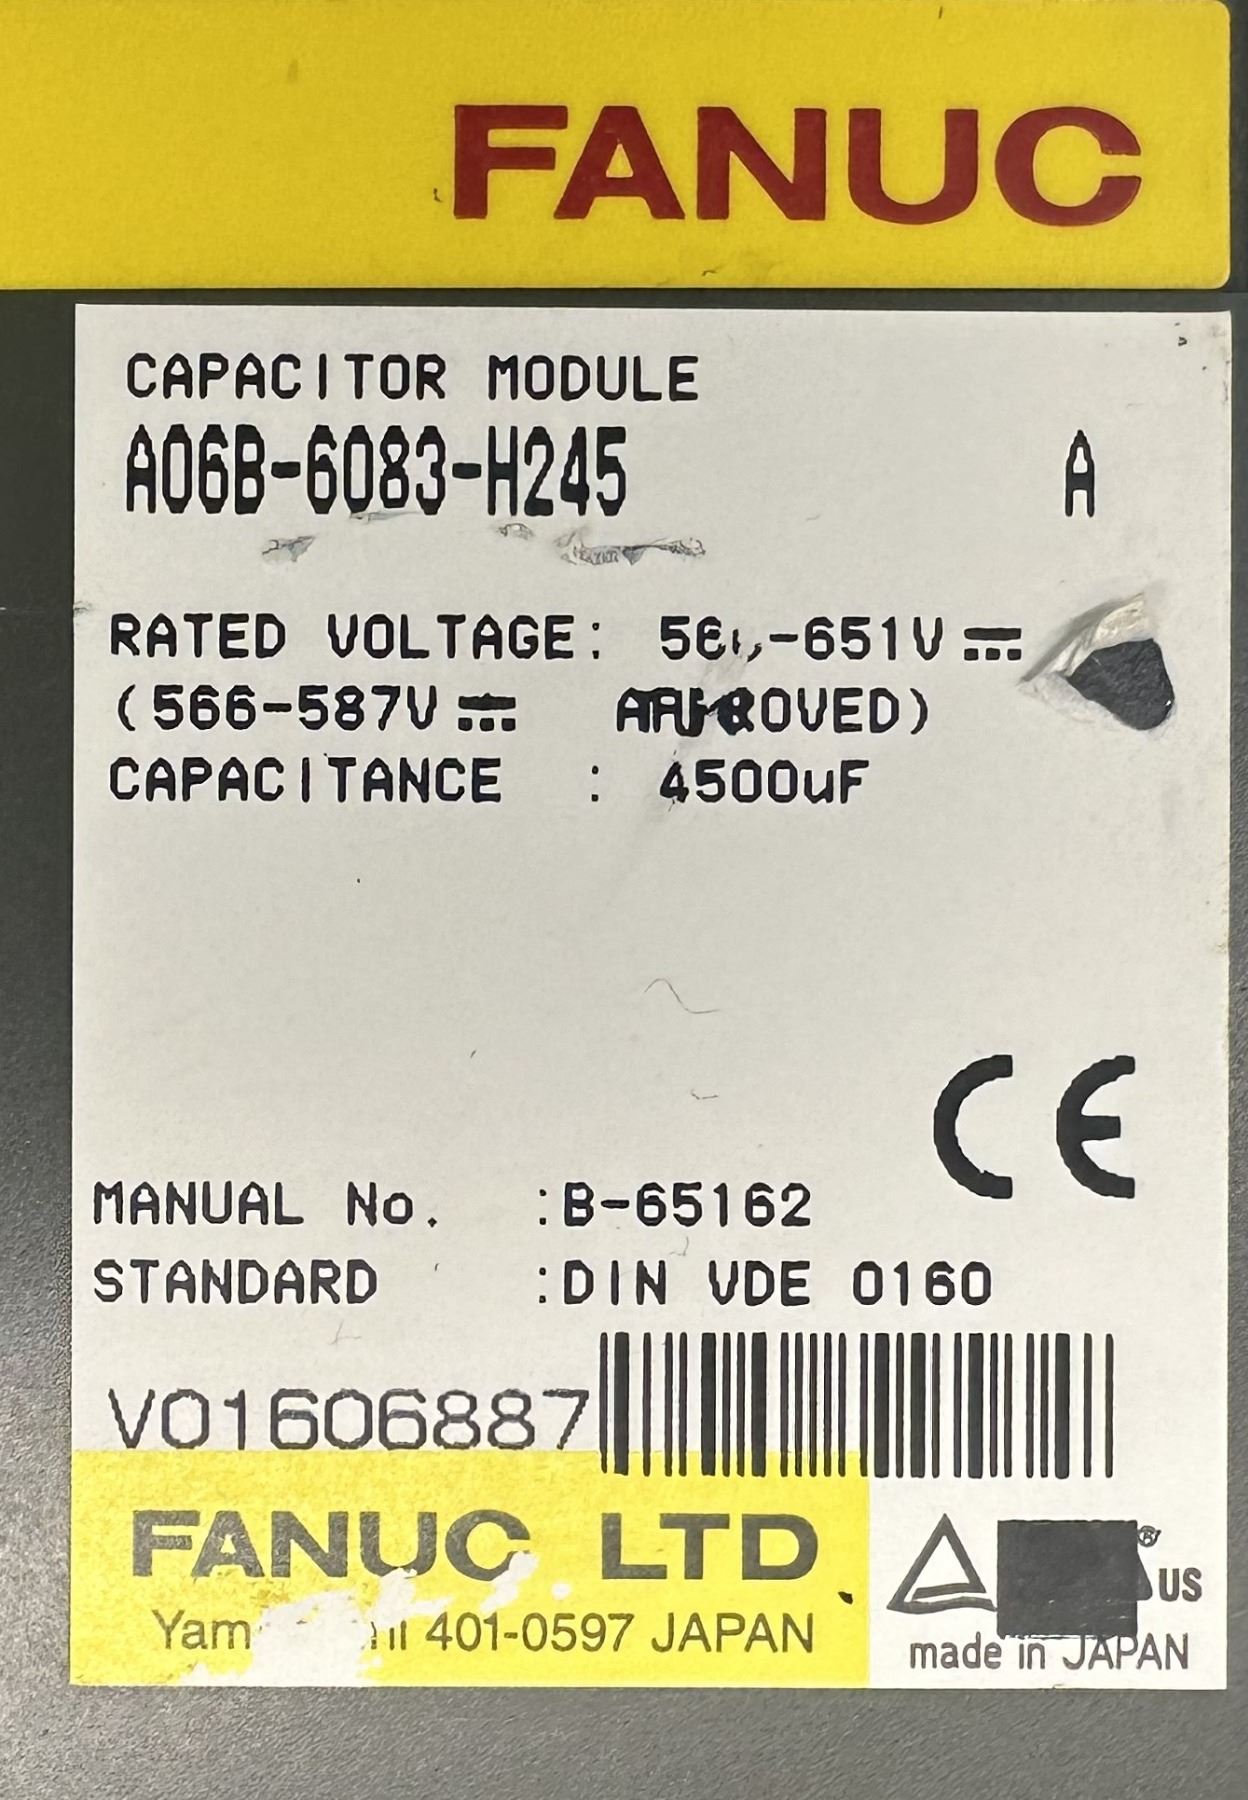 FANUC
CAPACITOR MODULE
A06B-6083-H245 A
RATED VOLTAGE: -651V
(566-587V APPROVED)
CAPACITANCE : 4500uF
CE
MANUAL No. :B-65162
STANDARD :DIN VDE 0160
V01606887
FANUC LTD
401-0597 JAPAN
® US
made in JAPAN